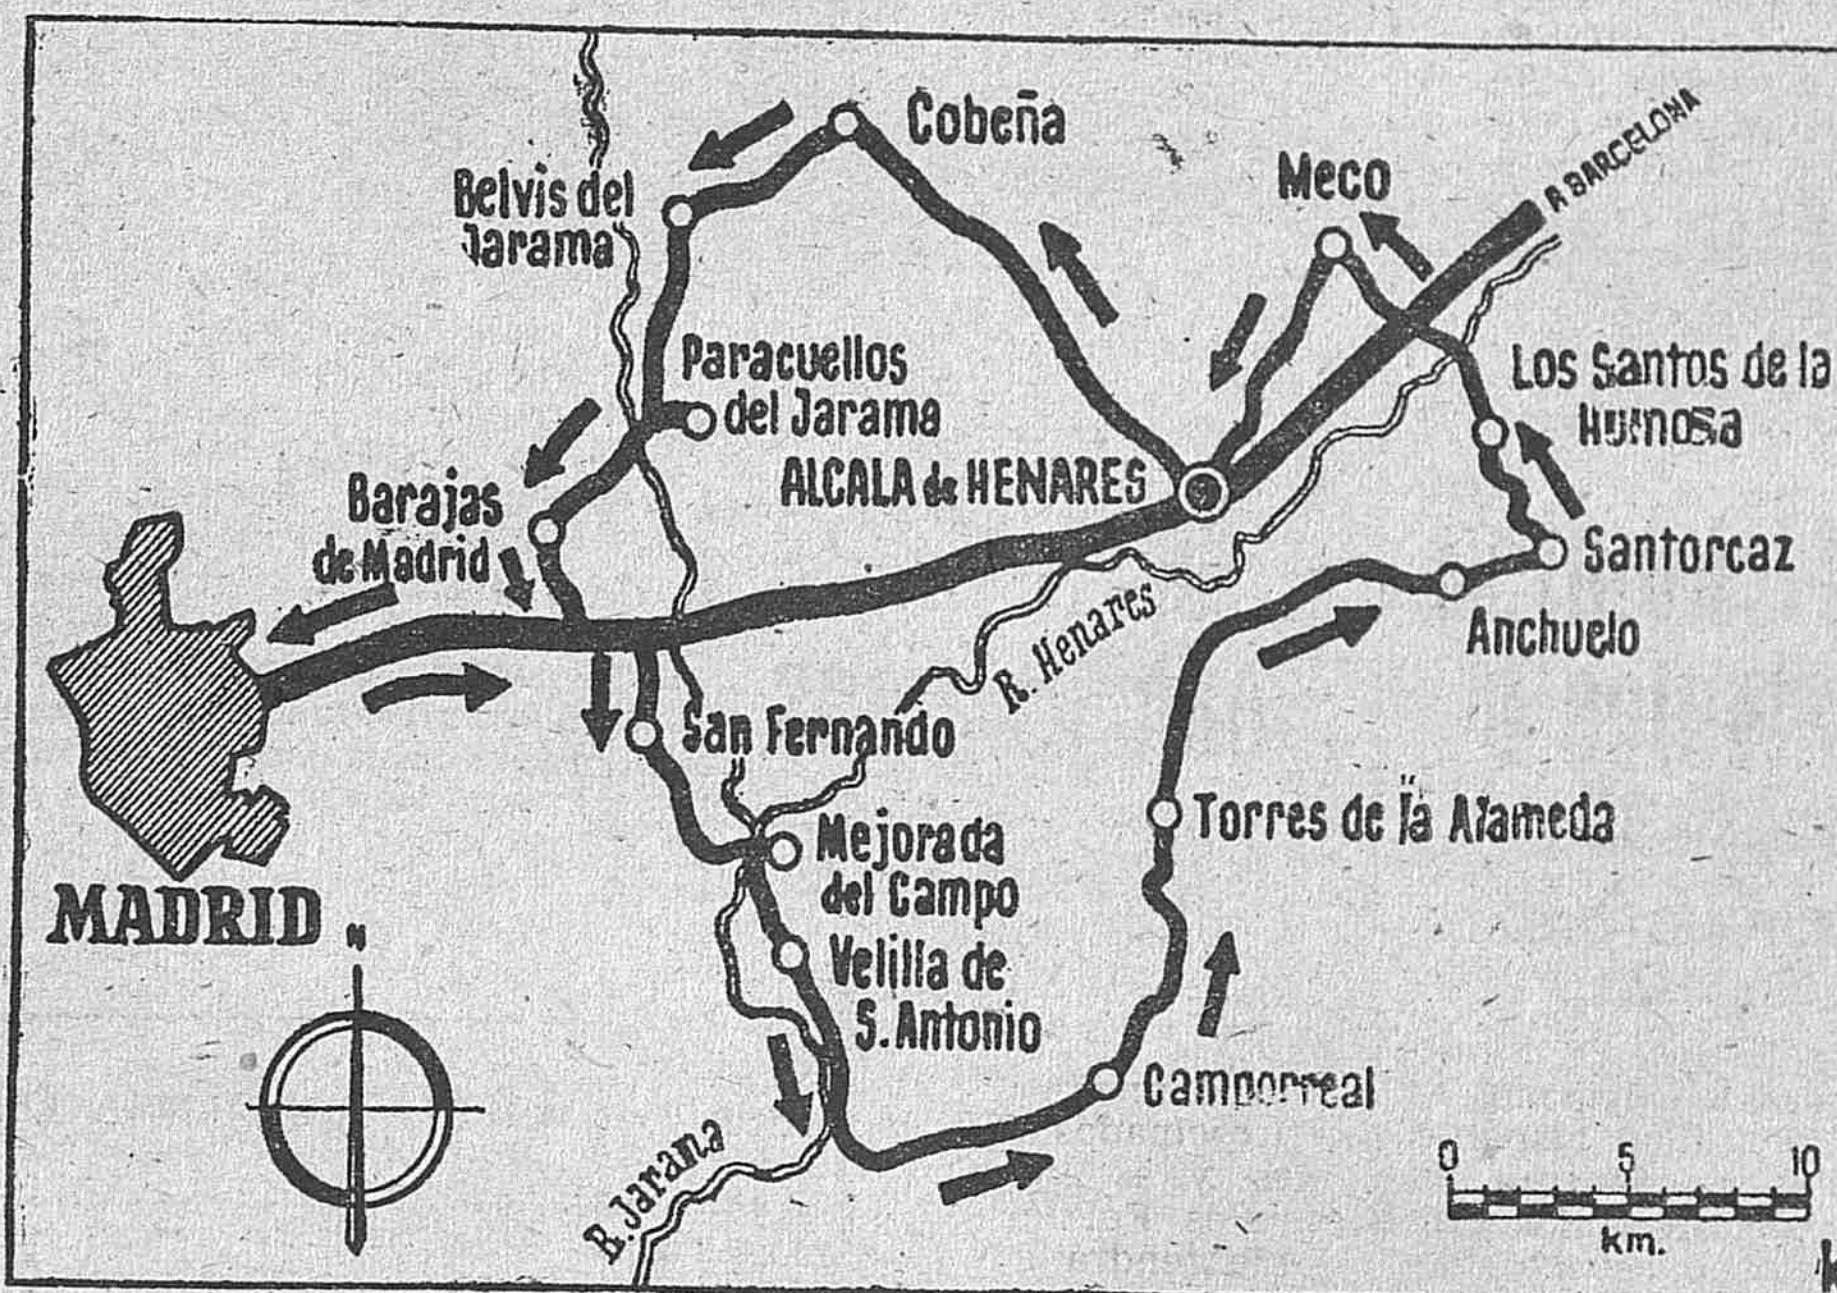 Cobeña
A BARCELONA
Meco
Belvis del
Jarama
Paracuellos
del Jarama
Los Santos de la
Humosa
ALCALA de HENARES
Barajas
de Madrid
Santorcaz
Anchuelo
R. Henares
San Fernando
Torres de la Alameda
Mejorada
del Campo
MADRID
N
Velilla de
S. Antonio
Camporreal
R. Jarama
0 5 10
km.